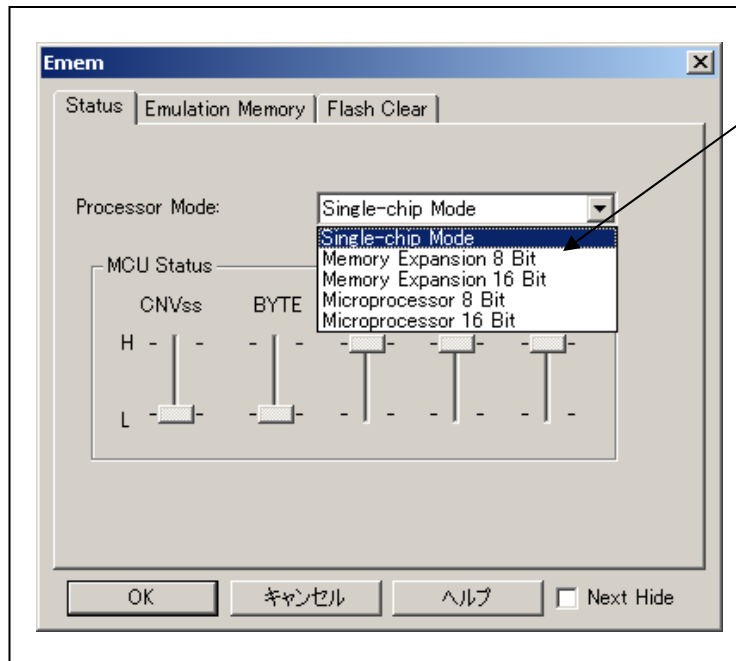 Emem
Status Emulation Memory Flash Clear
Processor Mode: Single-chip Mode
Single-chip Mode
Memory Expansion 8 Bit
Memory Expansion 16 Bit
Microprocessor 8 Bit
Microprocessor 16 Bit
MCU Status
CNVss BYTE
H
L
OK キャンセル ヘルプ Next Hide